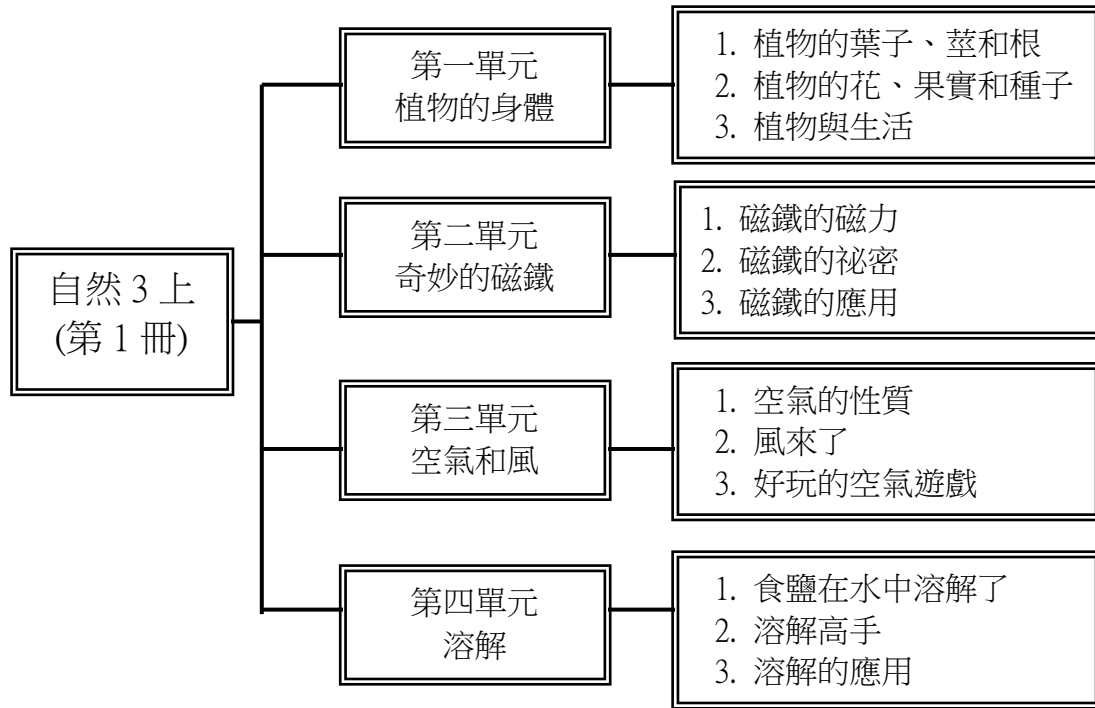 自然 3 上
(第 1 冊)
第一單元
植物的身體
1. 植物的葉子、莖和根
2. 植物的花、果實和種子
3. 植物與生活
第二單元
奇妙的磁鐵
1. 磁鐵的磁力
2. 磁鐵的祕密
3. 磁鐵的應用
第三單元
空氣和風
1. 空氣的性質
2. 風來了
3. 好玩的空氣遊戲
第四單元
溶解
1. 食鹽在水中溶解了
2. 溶解高手
3. 溶解的應用